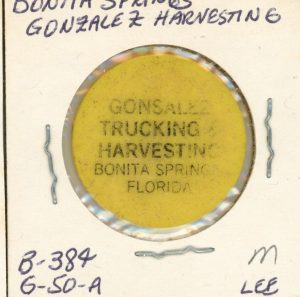 BONITA SPRINGS
GONZALEZ HARVESTING
GONSALEZ
TRUCKING &
HARVESTING
BONITA SPRINGS
FLORIDA
B-384
G-50-A
M
LEE